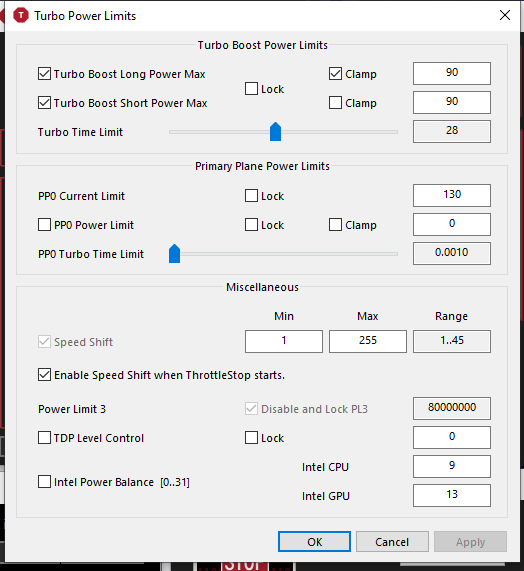 T Turbo Power Limits
Turbo Boost Power Limits
Turbo Boost Long Power Max Clamp 90
Lock
Turbo Boost Short Power Max Clamp 90
Turbo Time Limit 28
Primary Plane Power Limits
PP0 Current Limit Lock 130
PP0 Power Limit Lock Clamp 0
PP0 Turbo Time Limit 0.0010
Miscellaneous
Min Max Range
Speed Shift 1 255 1..45
Enable Speed Shift when ThrottleStop starts.
Power Limit 3 Disable and Lock PL3 80000000
TDP Level Control Lock 0
Intel CPU 9
Intel Power Balance [0..31]
Intel GPU 13
OK Cancel Apply
STOP